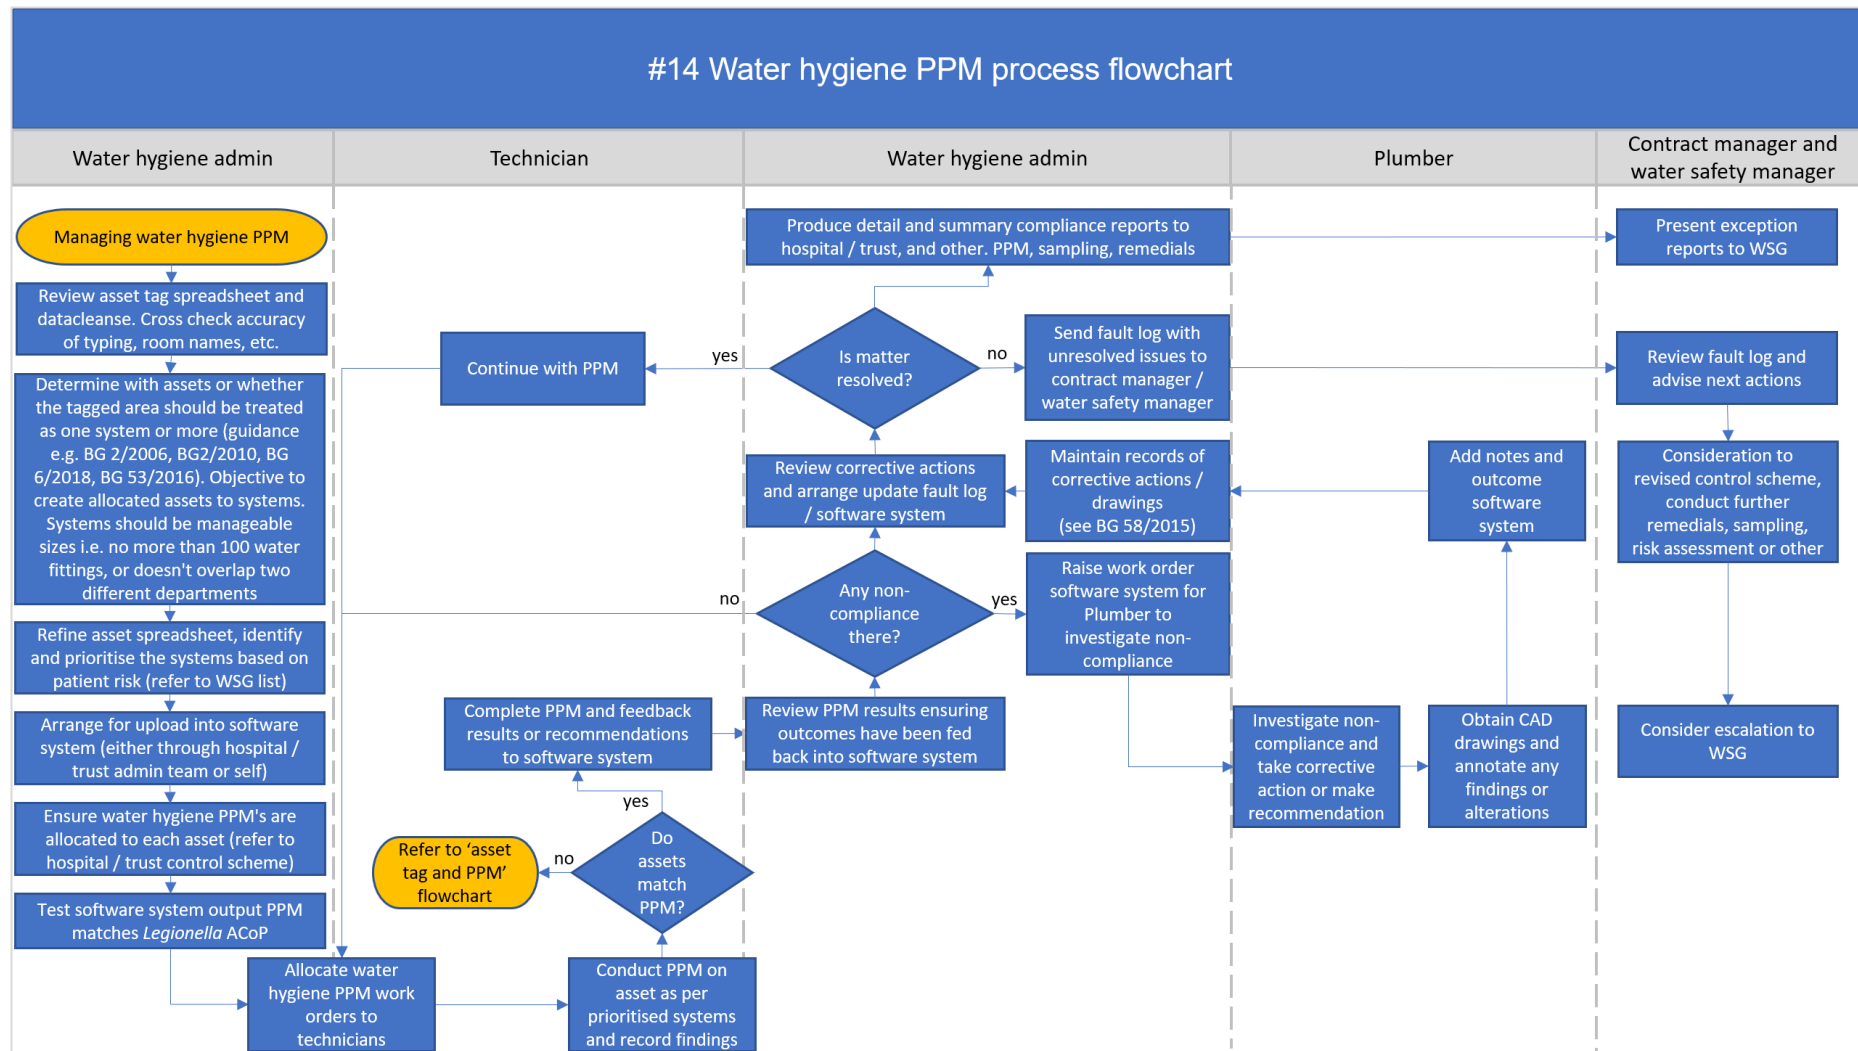 #14 Water hygiene PPM process flowchart
Water hygiene admin
Technician
Water hygiene admin
Plumber
Contract manager and
water safety manager
Managing water hygiene PPM
Review asset tag spreadsheet and
datacleanse. Cross check accuracy
of typing, room names, etc.
Determine with assets or whether
the tagged area should be treated
as one system or more (guidance
e.g. BG 2/2006, BG2/2010, BG
6/2018, BG 53/2016). Objective to
create allocated assets to systems.
Systems should be manageable
sizes i.e. no more than 100 water
fittings, or doesn't overlap two
different departments
Refine asset spreadsheet, identify
and prioritise the systems based on
patient risk (refer to WSG list)
Arrange for upload into software
system (either through hospital /
trust admin team or self)
Ensure water hygiene PPM's are
allocated to each asset (refer to
hospital / trust control scheme)
Test software system output PPM
matches Legionella ACoP
Allocate water
hygiene PPM work
orders to
technicians
Conduct PPM on
asset as per
prioritised systems
and record findings
Do
assets
match
PPM?
no
Refer to ‘asset
tag and PPM’
flowchart
yes
Complete PPM and feedback
results or recommendations
to software system
Review PPM results ensuring
outcomes have been fed
back into software system
Any non-
compliance
there?
no
yes
Raise work order
software system for
Plumber to
investigate non-
compliance
Investigate non-
compliance and
take corrective
action or make
recommendation
Obtain CAD
drawings and
annotate any
findings or
alterations
Add notes and
outcome
software
system
Maintain records of
corrective actions /
drawings
(see BG 58/2015)
Review corrective actions
and arrange update fault log
/ software system
Is matter
resolved?
yes
Continue with PPM
no
Send fault log with
unresolved issues to
contract manager /
water safety manager
Produce detail and summary compliance reports to
hospital / trust, and other. PPM, sampling, remedials
Present exception
reports to WSG
Review fault log and
advise next actions
Consideration to
revised control scheme,
conduct further
remedials, sampling,
risk assessment or other
Consider escalation to
WSG